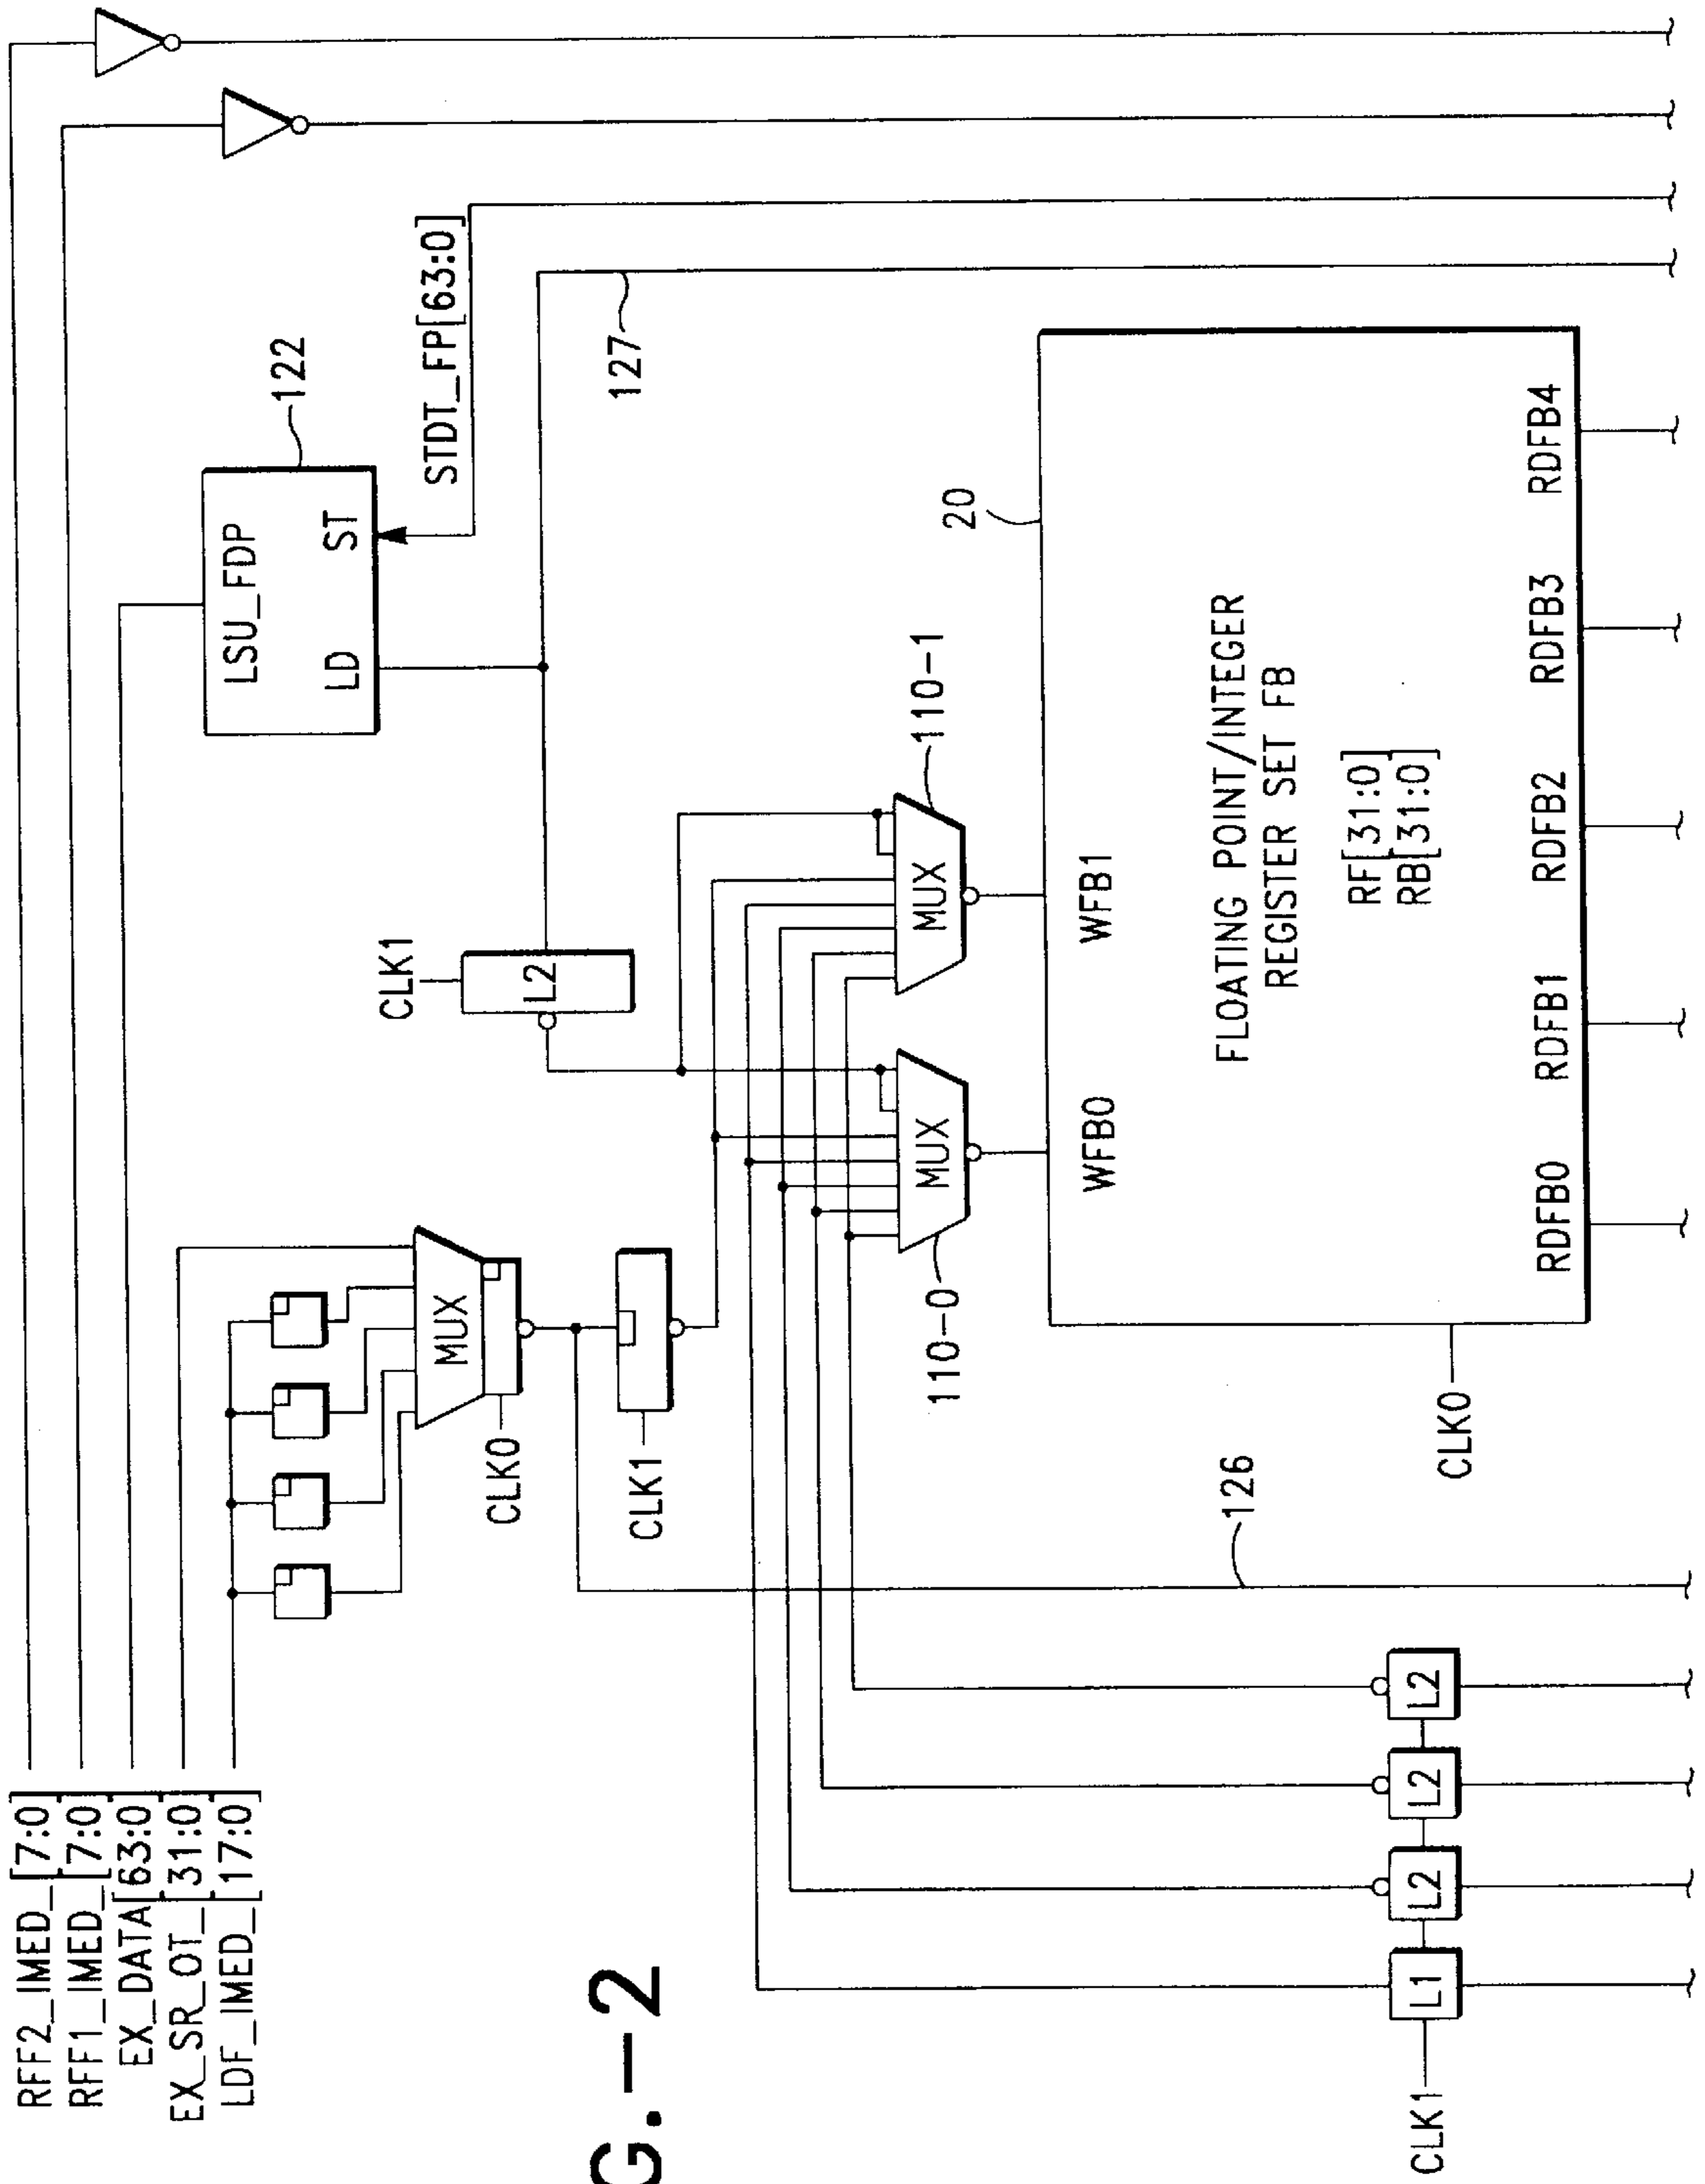 RFF2_IMED_[7:0]
RFF1_IMED_[7:0]
EX_DATA[63:0]
EX_SR_OT_[31:0]
LDF_IMED_[17:0]
LSU_FDP
LD
ST
122
STDT_FP[63:0]
127
MUX
CLK0
CLK1
CLK1
L2
MUX
110-0
MUX
110-1
20
WFB0
WFB1
FLOATING POINT/INTEGER
REGISTER SET FB
RF[31:0]
RB[31:0]
RDFB0
RDFB1
RDFB2
RDFB3
RDFB4
CLK0
126
CLK1
L1
L2
L2
L2
G.-2